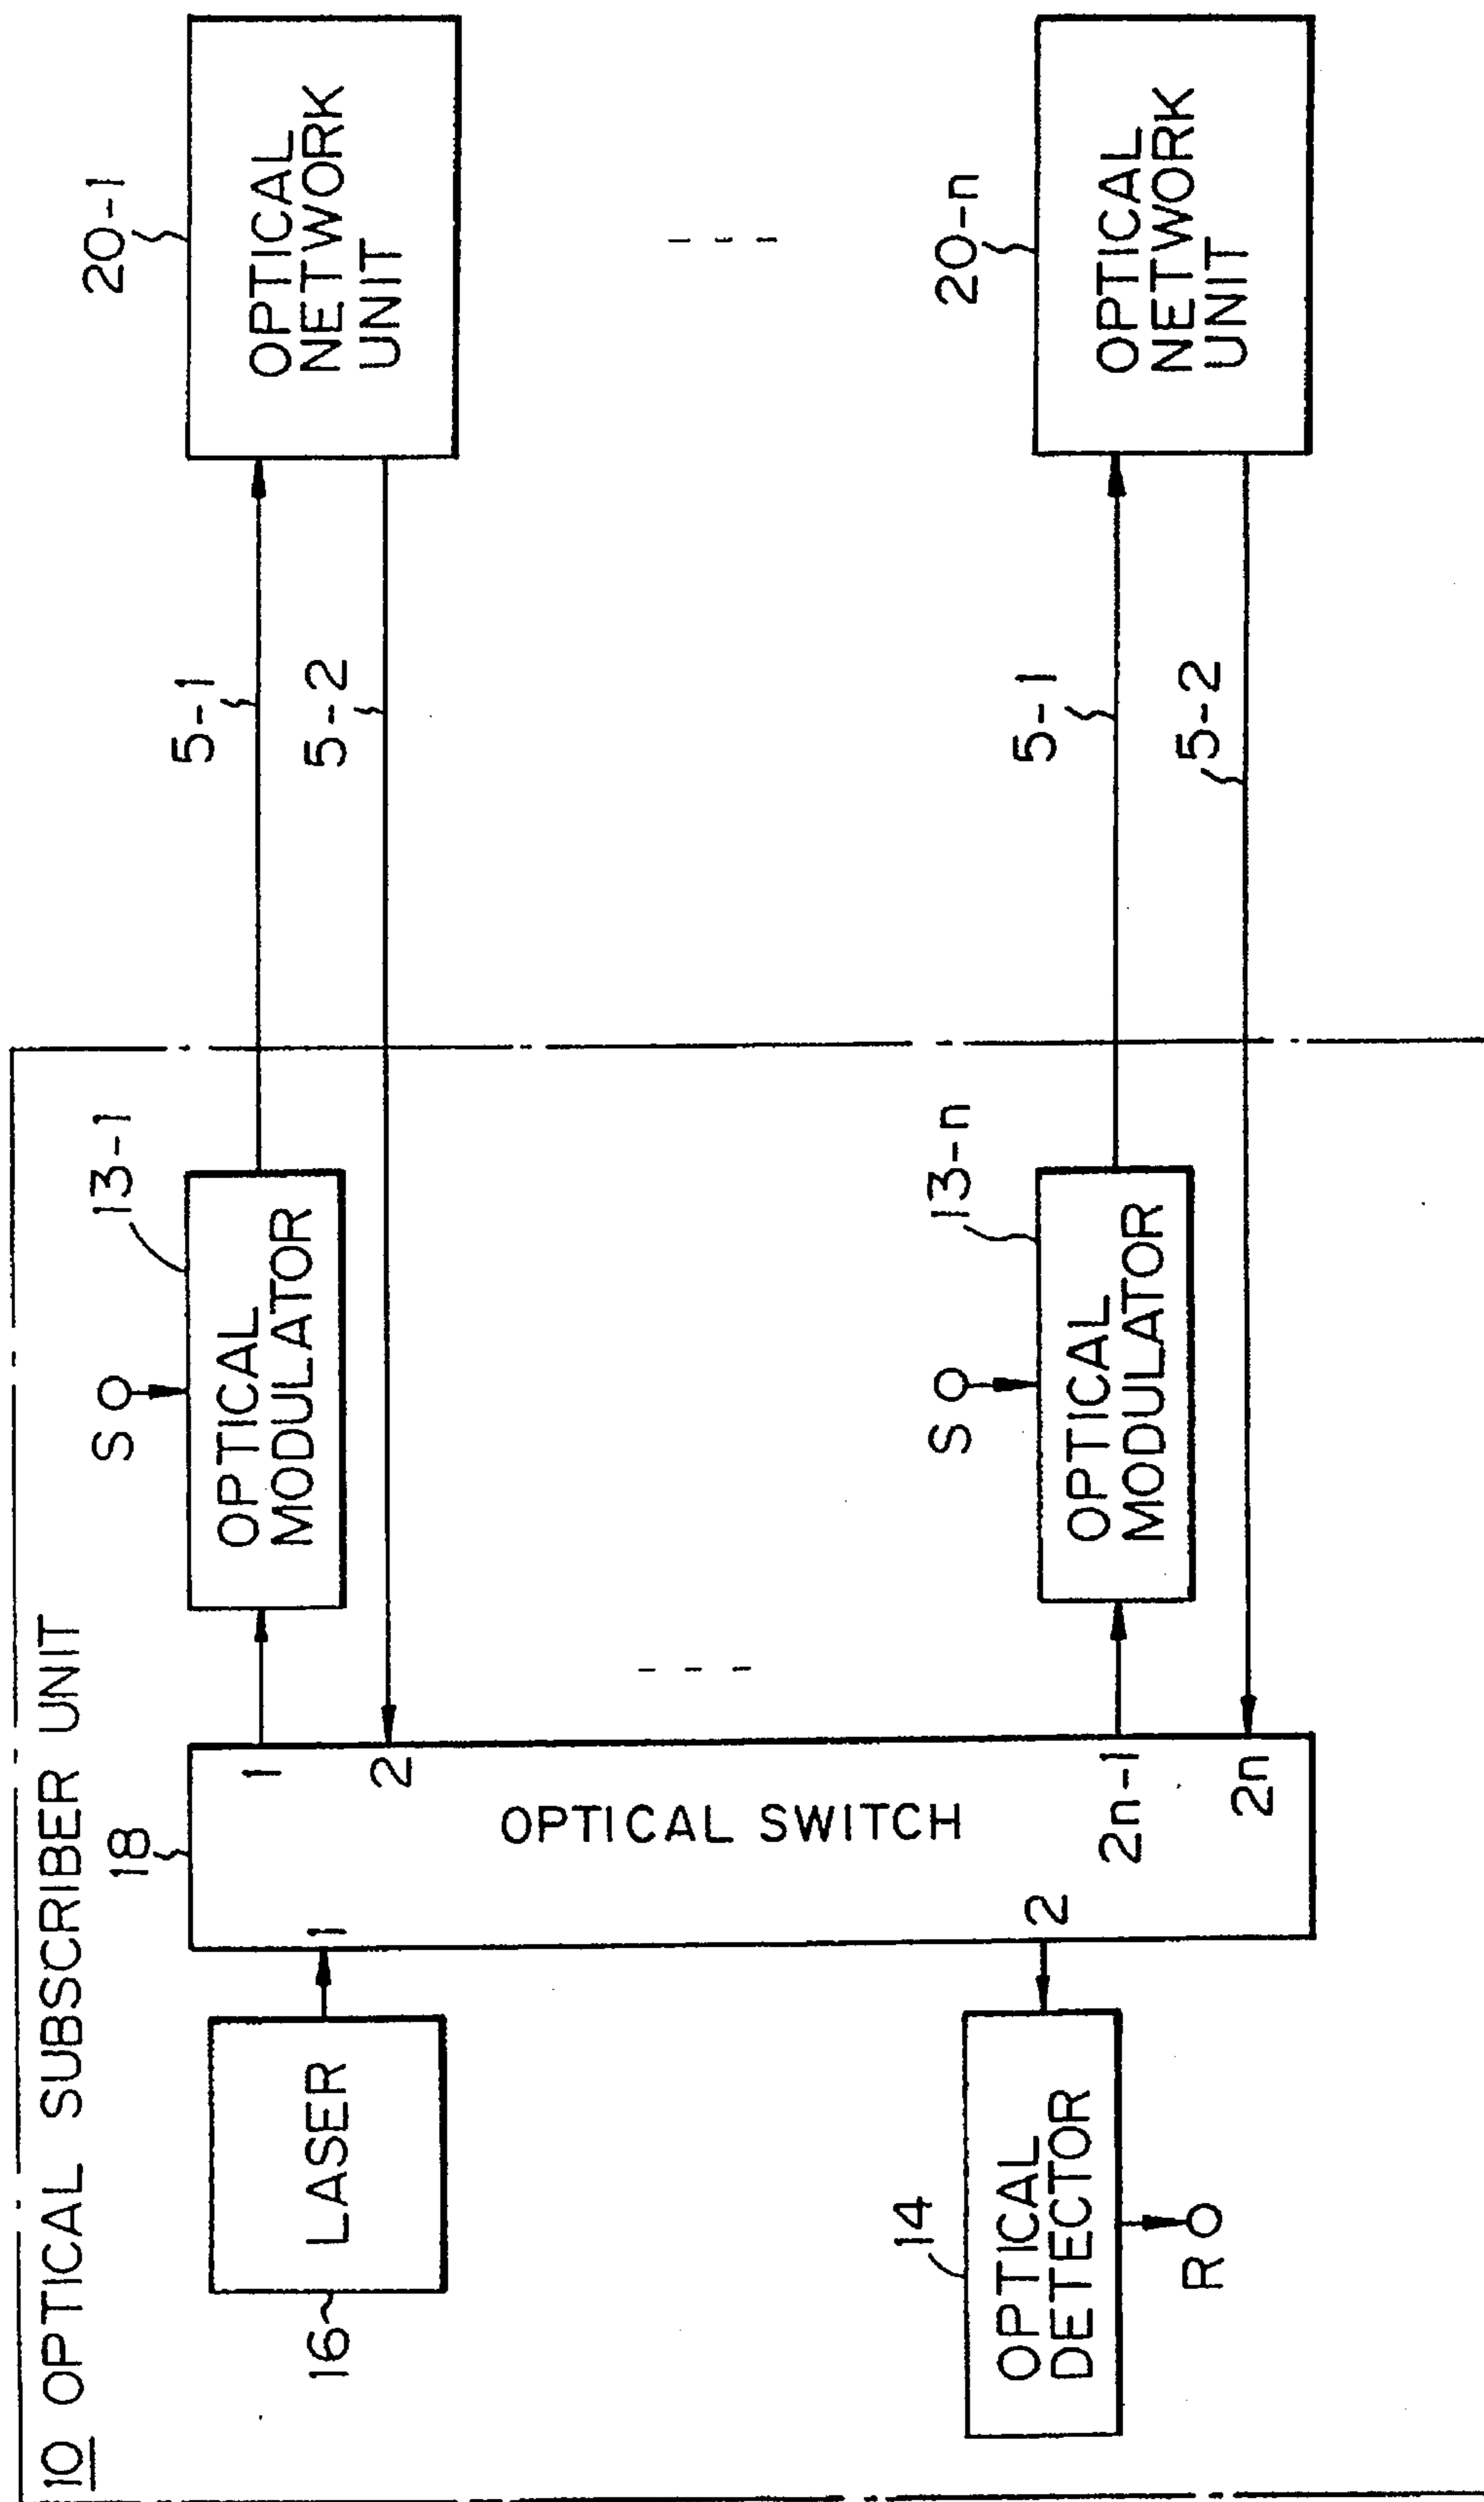 10 OPTICAL SUBSCRIBER UNIT
16
LASER
14
OPTICAL
DETECTOR
R
18
1
2
OPTICAL SWITCH
1
2
2n-1
2n
S
13-1
OPTICAL
MODULATOR
S
13-n
OPTICAL
MODULATOR
5-1
5-2
5-1
5-2
20-1
OPTICAL
NETWORK
UNIT
20-n
OPTICAL
NETWORK
UNIT